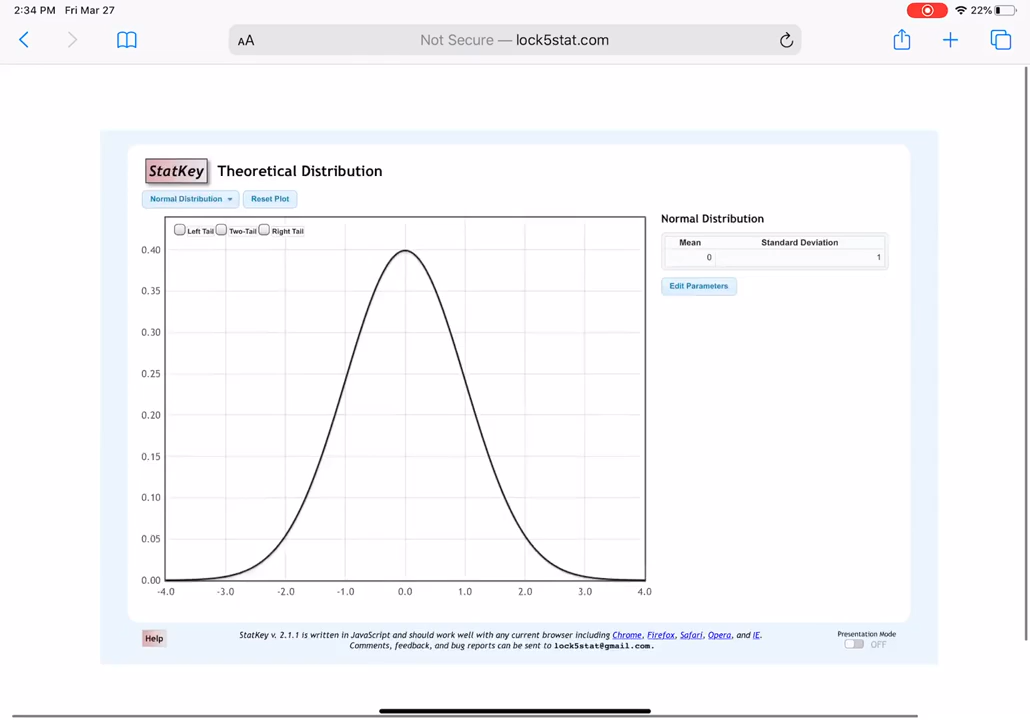 2:34 PM Fri Mar 27 22%
AA Not Secure — lock5stat.com
StatKey Theoretical Distribution
Normal Distribution Reset Plot
Left Tail Two-Tail Right Tail
0.40
0.35
0.30
0.25
0.20
0.15
0.10
0.05
0.00
-4.0 -3.0 -2.0 -1.0 0.0 1.0 2.0 3.0 4.0
Normal Distribution
Mean Standard Deviation
0 1
Edit Parameters
Help
StatKey v. 2.1.1 is written in JavaScript and should work well with any current browser including Chrome, Firefox, Safari, Opera, and IE.
Comments, feedback, and bug reports can be sent to lock5stat@gmail.com.
Presentation Mode
OFF